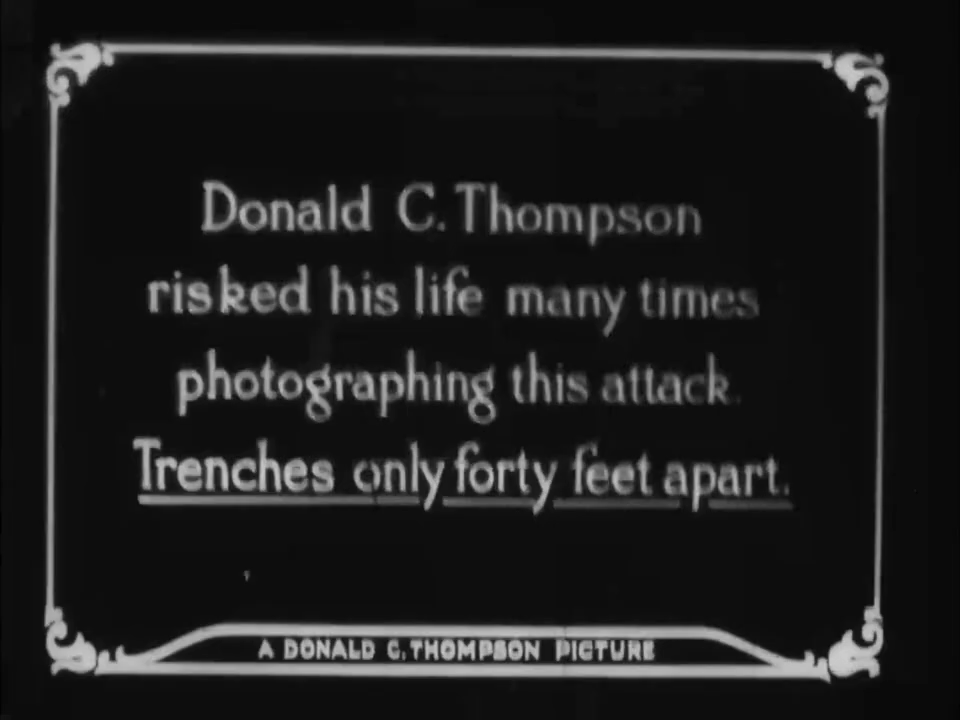 Donald C. Thompson
risked his life many times
photographing this attack.
Trenches only forty feet apart.
A DONALD C. THOMPSON PICTURE